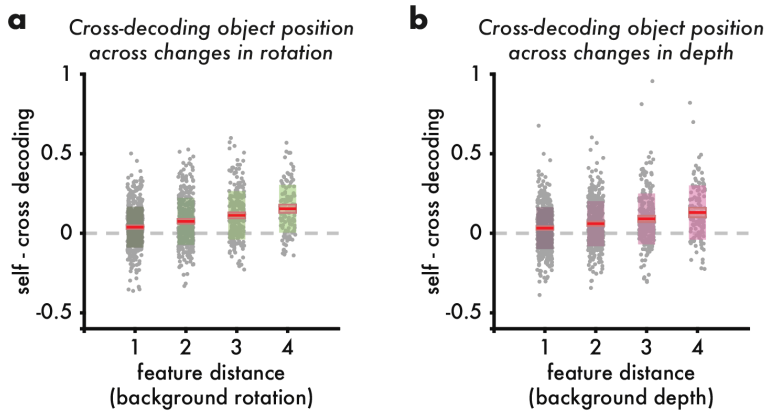 a
Cross-decoding object position
across changes in rotation
self - cross decoding
1
0.5
0
-0.5
1 2 3 4
feature distance
(background rotation)
b
Cross-decoding object position
across changes in depth
self - cross decoding
1
0.5
0
-0.5
1 2 3 4
feature distance
(background depth)